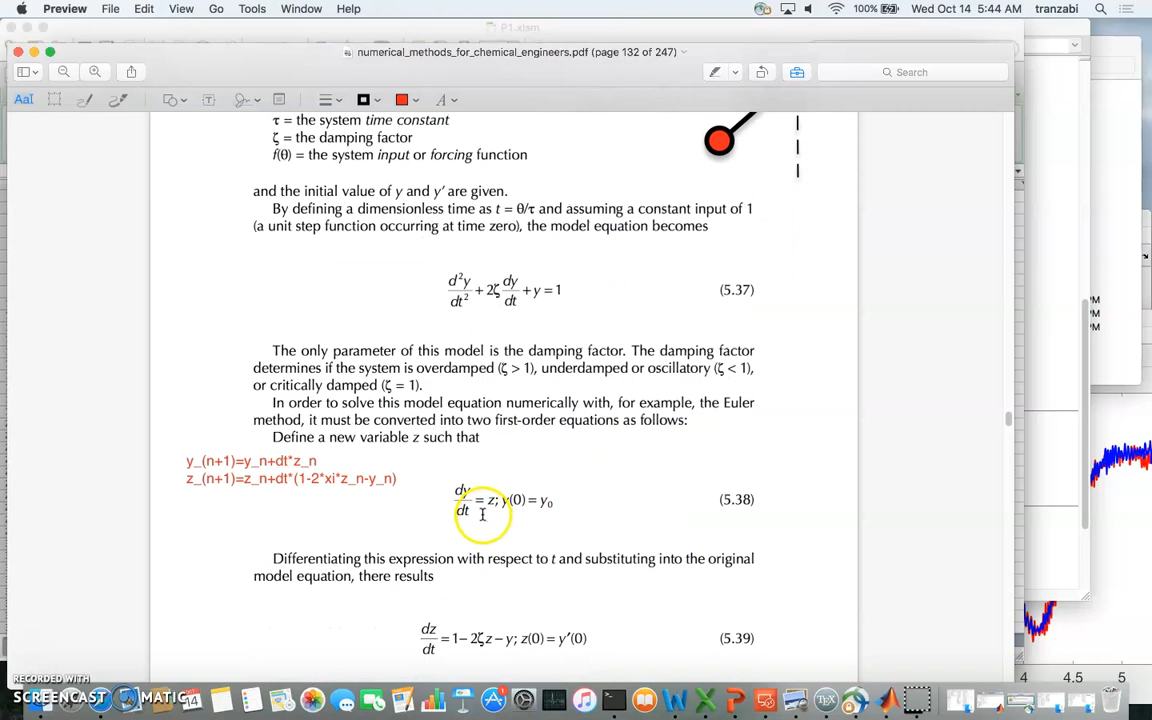 Preview File Edit View Go Tools Window Help 100% Wed Oct 14 5:44 AM tranzabi
P1.xlsm
numerical_methods_for_chemical_engineers.pdf (page 132 of 247)
Search
AaI T A
τ = the system time constant
ζ = the damping factor
f(θ) = the system input or forcing function
and the initial value of y and y′ are given.
By defining a dimensionless time as t = θ/τ and assuming a constant input of 1
(a unit step function occurring at time zero), the model equation becomes
d²y/dt² + 2ζ dy/dt + y = 1 (5.37)
The only parameter of this model is the damping factor. The damping factor
determines if the system is overdamped (ζ > 1), underdamped or oscillatory (ζ < 1),
or critically damped (ζ = 1).
In order to solve this model equation numerically with, for example, the Euler
method, it must be converted into two first-order equations as follows:
Define a new variable z such that
y_(n+1)=y_n+dt*z_n
z_(n+1)=z_n+dt*(1-2*xi*z_n-y_n)
dy/dt = z; y(0) = y₀ (5.38)
Differentiating this expression with respect to t and substituting into the original
model equation, there results
dz/dt = 1– 2ζz – y; z(0) = y′(0) (5.39)
M
M
M
4 4.5 5
RECORDED WITH
SCREENCAST MATIC